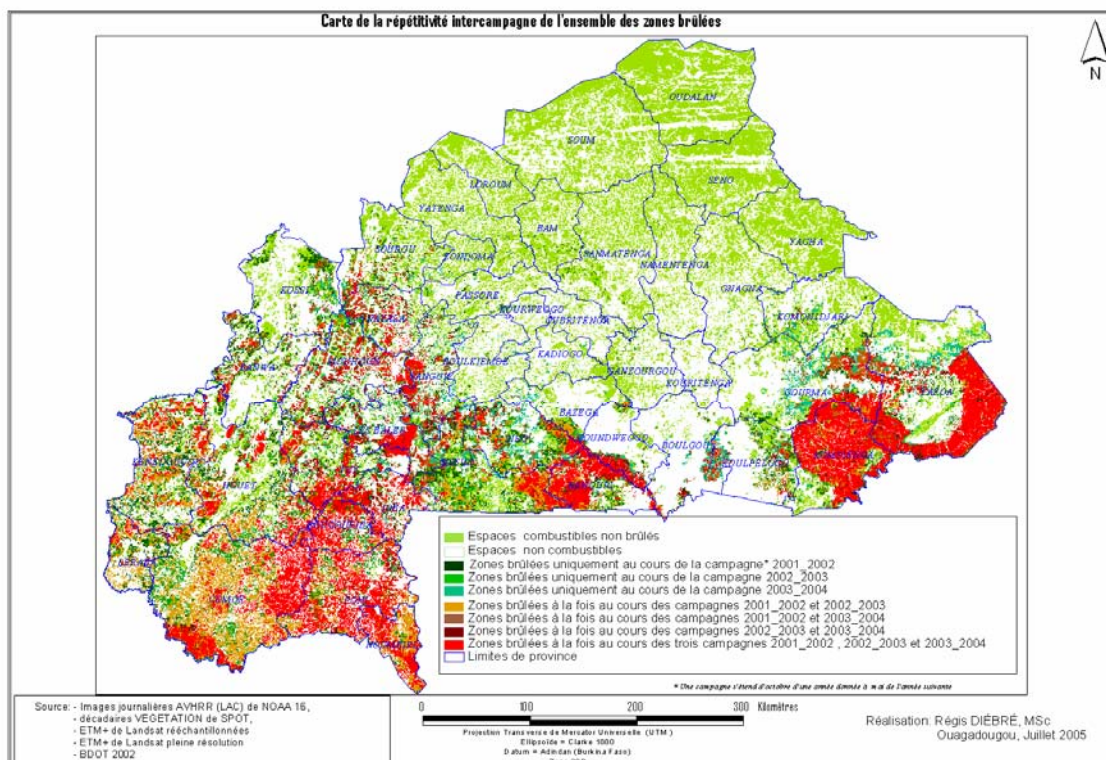 Carte de la répétitivité intercampagne de l'ensemble des zones brûlées
N
OUDALAN
SOUM
LOROUM
SENO
YATENGA
BAM
YAGHA
SOUROU
ZONDOMA
SANMATENGA
NAMENTENGA
KOSSI
GNAGNA
PASSORE
KOURWEOGO
OUBRITENGA
KOMONDJARI
BOULKIEMDE
KADIOGO
GANZOURGOU
KOURITENGA
GOURMA
BAZEGA
BOULGOU
HOUET
Espaces combustibles non brûlés
Espaces non combustibles
Zones brûlées uniquement au cours de la campagne* 2001_2002
Zones brûlées uniquement au cours de la campagne 2002_2003
Zones brûlées uniquement au cours de la campagne 2003_2004
Zones brûlées à la fois au cours des campagnes 2001_2002 et 2002_2003
Zones brûlées à la fois au cours des campagnes 2001_2002 et 2003_2004
Zones brûlées à la fois au cours des campagnes 2002_2003 et 2003_2004
Zones brûlées à la fois au cours des trois campagnes 2001_2002 , 2002_2003 et 2003_2004
Limites de province
* Une campagne s'étend d'octobre d'une année donnée à mai de l'année suivante
Source: - Images journalières AVHRR (LAC) de NOAA 16,
- décadaires VEGETATION de SPOT,
- ETM+ de Landsat rééchantillonnées
- ETM+ de Landsat pleine résolution
- BDOT 2002
0 100 200 300 Kilomètres
Projection Transverse de Mercator Universelle (UTM)
Ellipsoïde = Clarke 1880
Datum = Adindan (Burkina Faso)
Réalisation: Régis DIÉBRÉ, MSc
Ouagadougou, Juillet 2005